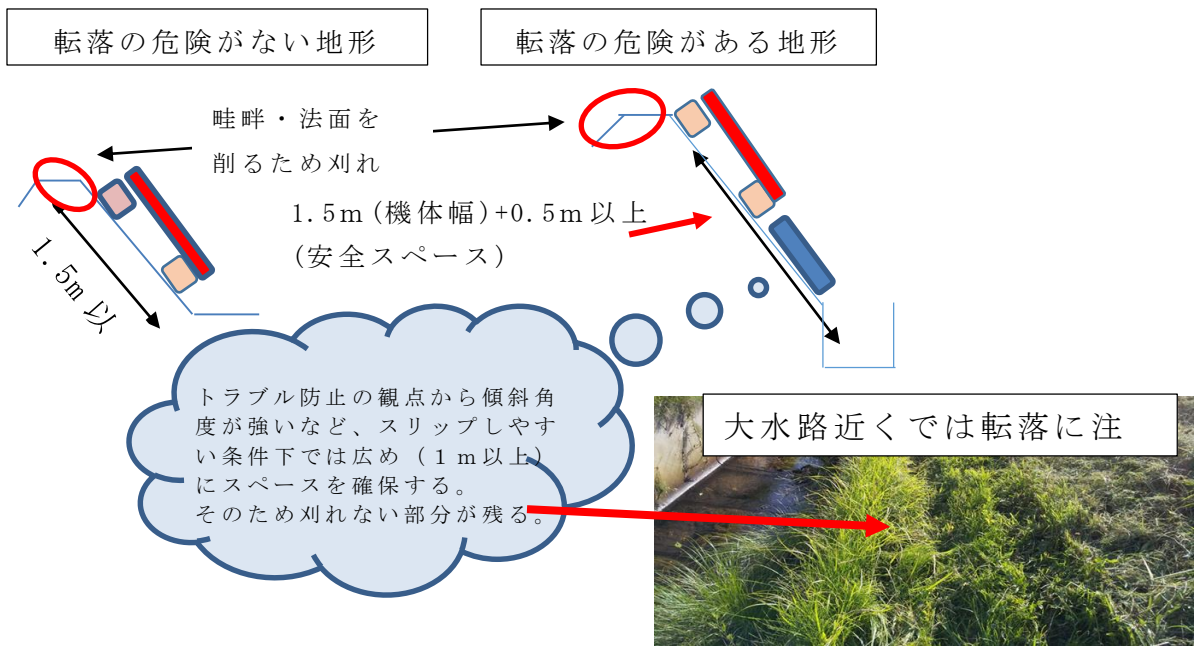 転落の危険がない地形
転落の危険がある地形
畦畔・法面を
削るため刈れ
1.5m(機体幅)+0.5m以上
(安全スペース)
1.5m以
トラブル防止の観点から傾斜角
度が強いなど、スリップしやす
い条件下では広め（１ｍ以上）
にスペースを確保する。
そのため刈れない部分が残る。
大水路近くでは転落に注